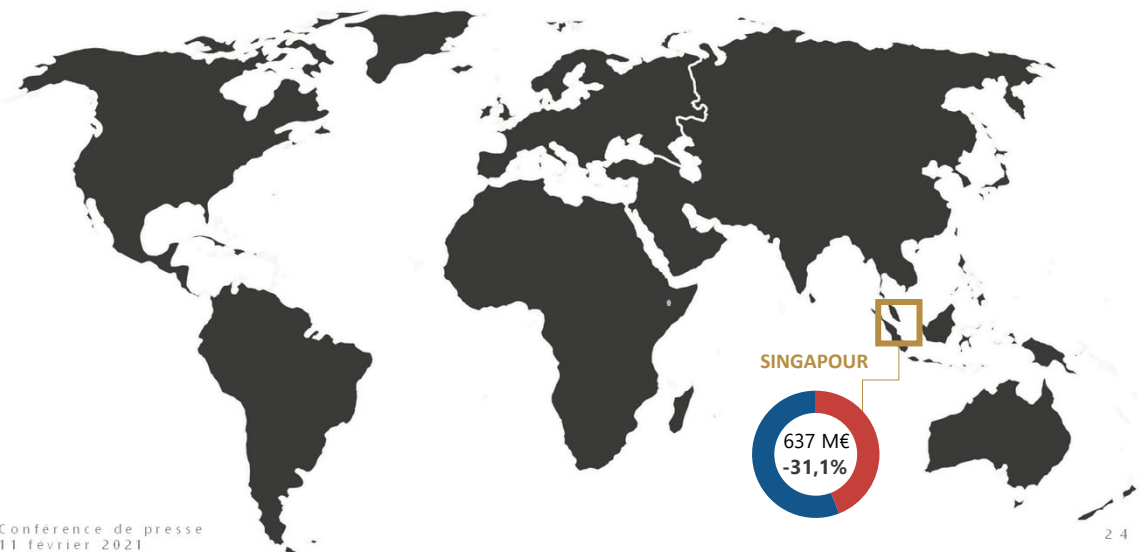 SINGAPOUR
637 M€
-31,1%
Conférence de presse
11 février 2021
24